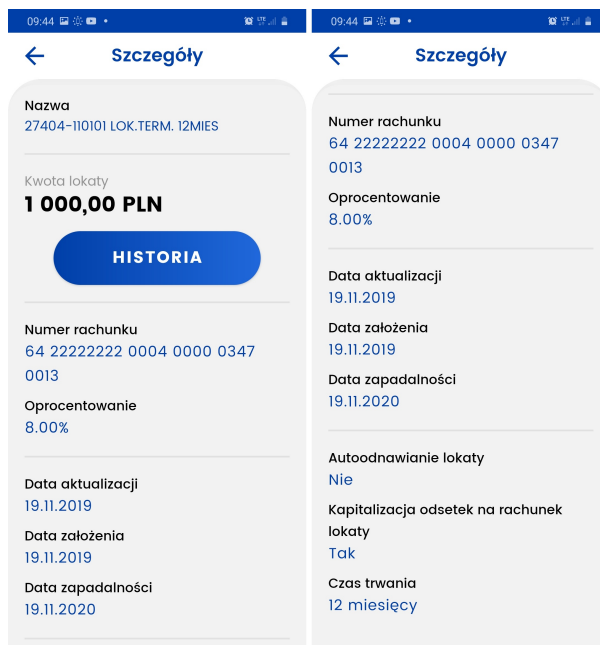 09:44
LTE
Szczegóły
Nazwa
27404-110101 LOK.TERM. 12MIES
Kwota lokaty
1 000,00 PLN
HISTORIA
Numer rachunku
64 22222222 0004 0000 0347
0013
Oprocentowanie
8.00%
Data aktualizacji
19.11.2019
Data założenia
19.11.2019
Data zapadalności
19.11.2020
09:44
LTE
Szczegóły
Numer rachunku
64 22222222 0004 0000 0347
0013
Oprocentowanie
8.00%
Data aktualizacji
19.11.2019
Data założenia
19.11.2019
Data zapadalności
19.11.2020
Autoodnawianie lokaty
Nie
Kapitalizacja odsetek na rachunek
lokaty
Tak
Czas trwania
12 miesięcy